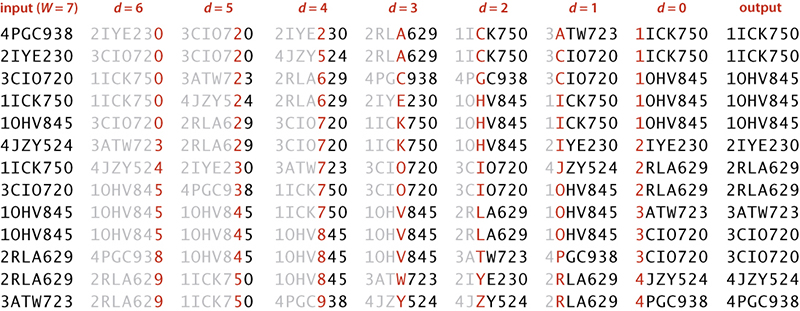 input (W = 7) d = 6 d = 5 d = 4 d = 3 d = 2 d = 1 d = 0 output
4PGC938 2IYE230 3CIO720 2IYE230 2RLA629 1ICK750 3ATW723 1ICK750 1ICK750
2IYE230 3CIO720 3CIO720 4JZY524 2RLA629 1ICK750 3CIO720 1ICK750 1ICK750
3CIO720 1ICK750 3ATW723 2RLA629 4PGC938 4PGC938 3CIO720 1OHV845 1OHV845
1ICK750 1ICK750 4JZY524 2RLA629 2IYE230 1OHV845 1ICK750 1OHV845 1OHV845
1OHV845 3CIO720 2RLA629 3CIO720 1ICK750 1OHV845 1ICK750 1OHV845 1OHV845
4JZY524 3ATW723 2RLA629 3CIO720 1ICK750 1OHV845 2IYE230 2IYE230 2IYE230
1ICK750 4JZY524 2IYE230 3ATW723 3CIO720 3CIO720 4JZY524 2RLA629 2RLA629
3CIO720 1OHV845 4PGC938 1ICK750 3CIO720 3CIO720 1OHV845 2RLA629 2RLA629
1OHV845 1OHV845 1OHV845 1ICK750 1OHV845 2RLA629 1OHV845 3ATW723 3ATW723
1OHV845 1OHV845 1OHV845 1OHV845 1OHV845 2RLA629 1OHV845 3CIO720 3CIO720
2RLA629 4PGC938 1OHV845 1OHV845 1OHV845 3ATW723 4PGC938 3CIO720 3CIO720
2RLA629 2RLA629 1ICK750 1OHV845 3ATW723 2IYE230 2RLA629 4JZY524 4JZY524
3ATW723 2RLA629 1ICK750 4PGC938 4JZY524 4JZY524 2RLA629 4PGC938 4PGC938